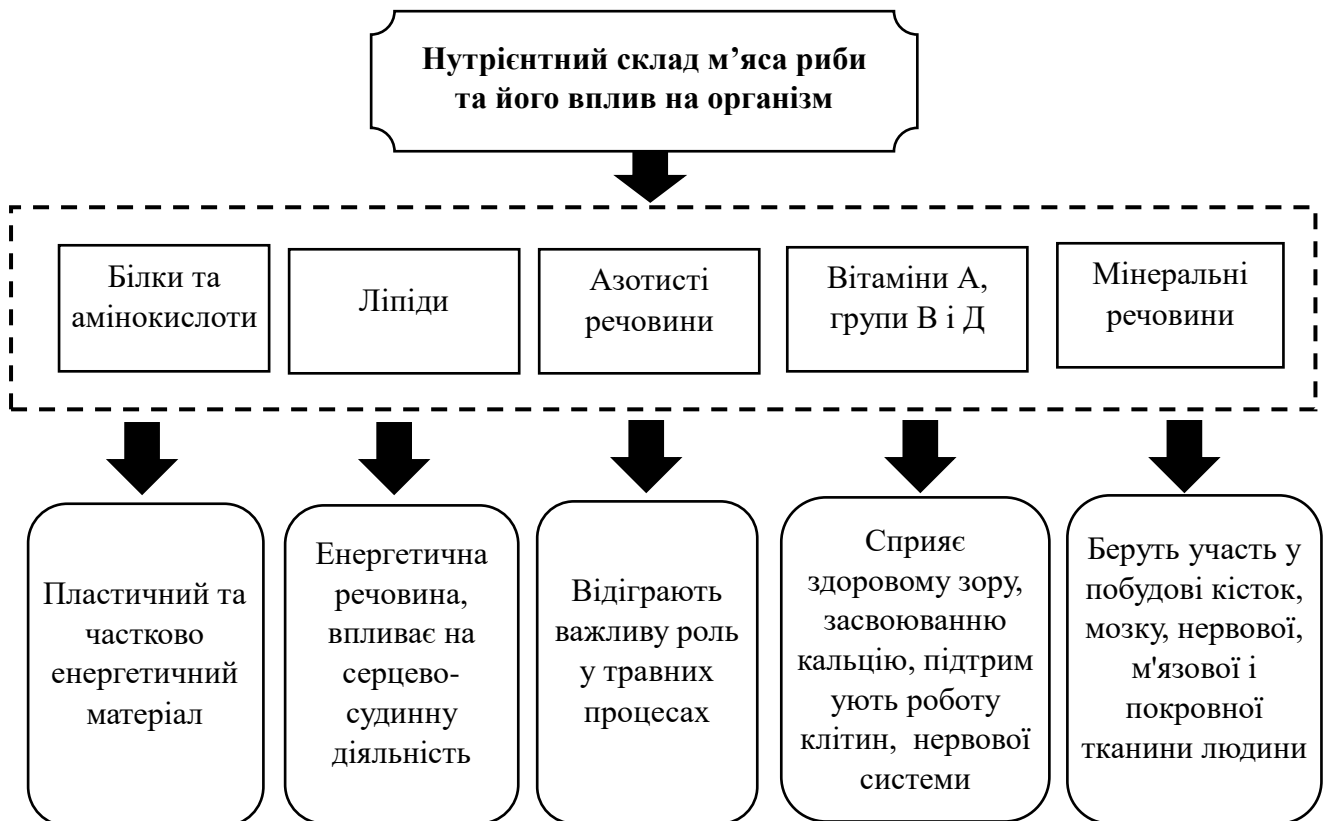 Нутрієнтний склад м’яса риби
та його вплив на організм
Білки та
амінокислоти
Ліпіди
Азотисті
речовини
Вітаміни А,
групи В і Д
Мінеральні
речовини
Пластичний та
частково
енергетичний
матеріал
Енергетична
речовина,
впливає на
серцево-
судинну
діяльність
Відіграють
важливу роль
у травних
процесах
Сприяє
здоровому зору,
засвоюванню
кальцію, підтрим
ують роботу
клітин, нервової
системи
Беруть участь у
побудові кісток,
мозку, нервової,
м'язової і
покровної
тканини людини